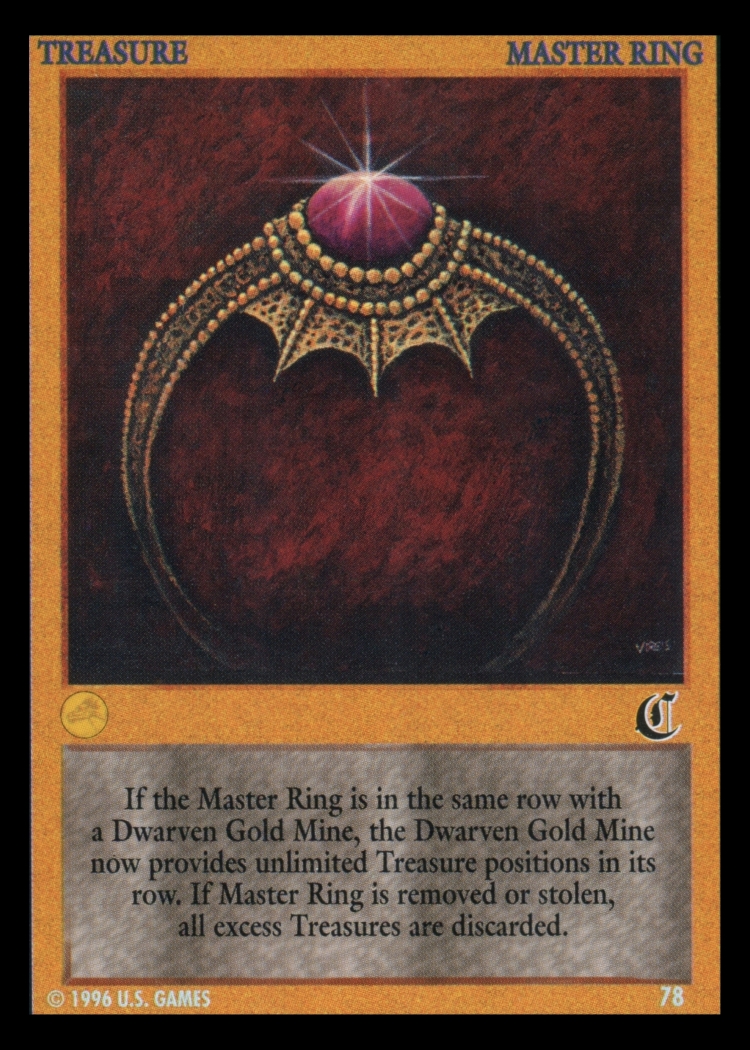 TREASURE MASTER RING
C
If the Master Ring is in the same row with
a Dwarven Gold Mine, the Dwarven Gold Mine
now provides unlimited Treasure positions in its
row. If Master Ring is removed or stolen,
all excess Treasures are discarded.
© 1996 U.S. GAMES 78